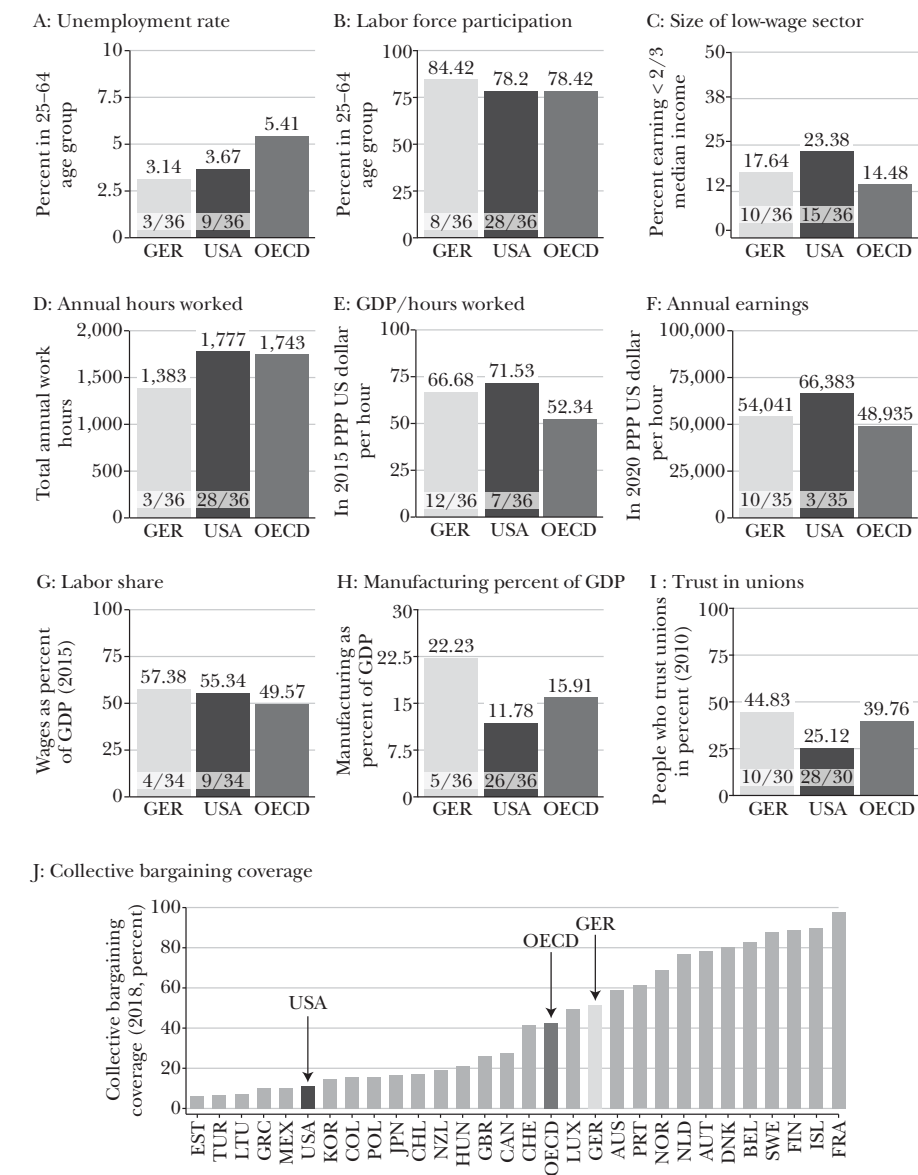 A: Unemployment rate
Percent in 25–64
age group
10
7.5
5
2.5
0
3.14
3.67
5.41
3/36
9/36
GER
USA
OECD
B: Labor force participation
Percent in 25–64
age group
100
75
50
25
0
84.42
78.2
78.42
8/36
28/36
GER
USA
OECD
C: Size of low-wage sector
Percent earning < 2/3
median income
50
38
25
12
0
17.64
23.38
14.48
10/36
15/36
GER
USA
OECD
D: Annual hours worked
Total annual work
hours
2,000
1,500
1,000
500
0
1,383
1,777
1,743
3/36
28/36
GER
USA
OECD
E: GDP/hours worked
In 2015 PPP US dollar
per hour
100
75
50
25
0
66.68
71.53
52.34
12/36
7/36
GER
USA
OECD
F: Annual earnings
In 2020 PPP US dollar
per hour
100,000
75,000
50,000
25,000
0
54,041
66,383
48,935
10/35
3/35
GER
USA
OECD
G: Labor share
Wages as percent
of GDP (2015)
100
75
50
25
0
57.38
55.34
49.57
4/34
9/34
GER
USA
OECD
H: Manufacturing percent of GDP
Manufacturing as
percent of GDP
30
22.5
15
7.5
0
22.23
11.78
15.91
5/36
26/36
GER
USA
OECD
I : Trust in unions
People who trust unions
in percent (2010)
100
75
50
25
0
44.83
25.12
39.76
10/30
28/30
GER
USA
OECD
J: Collective bargaining coverage
Collective bargaining
coverage (2018, percent)
100
80
60
40
20
0
USA
OECD
GER
EST
TUR
LTU
GRC
MEX
USA
KOR
COL
POL
JPN
CHL
NZL
HUN
GBR
CAN
CHE
OECD
LUX
GER
AUS
PRT
NOR
NLD
AUT
DNK
BEL
SWE
FIN
ISL
FRA